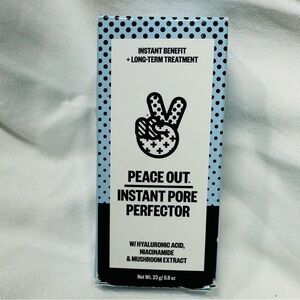 INSTANT BENEFIT
+ LONG-TERM TREATMENT
PEACE OUT™
INSTANT PORE
PERFECTOR
W/ HYALURONIC ACID,
NIACINAMIDE
& MUSHROOM EXTRACT
Net Wt. 23 g/0.8 oz